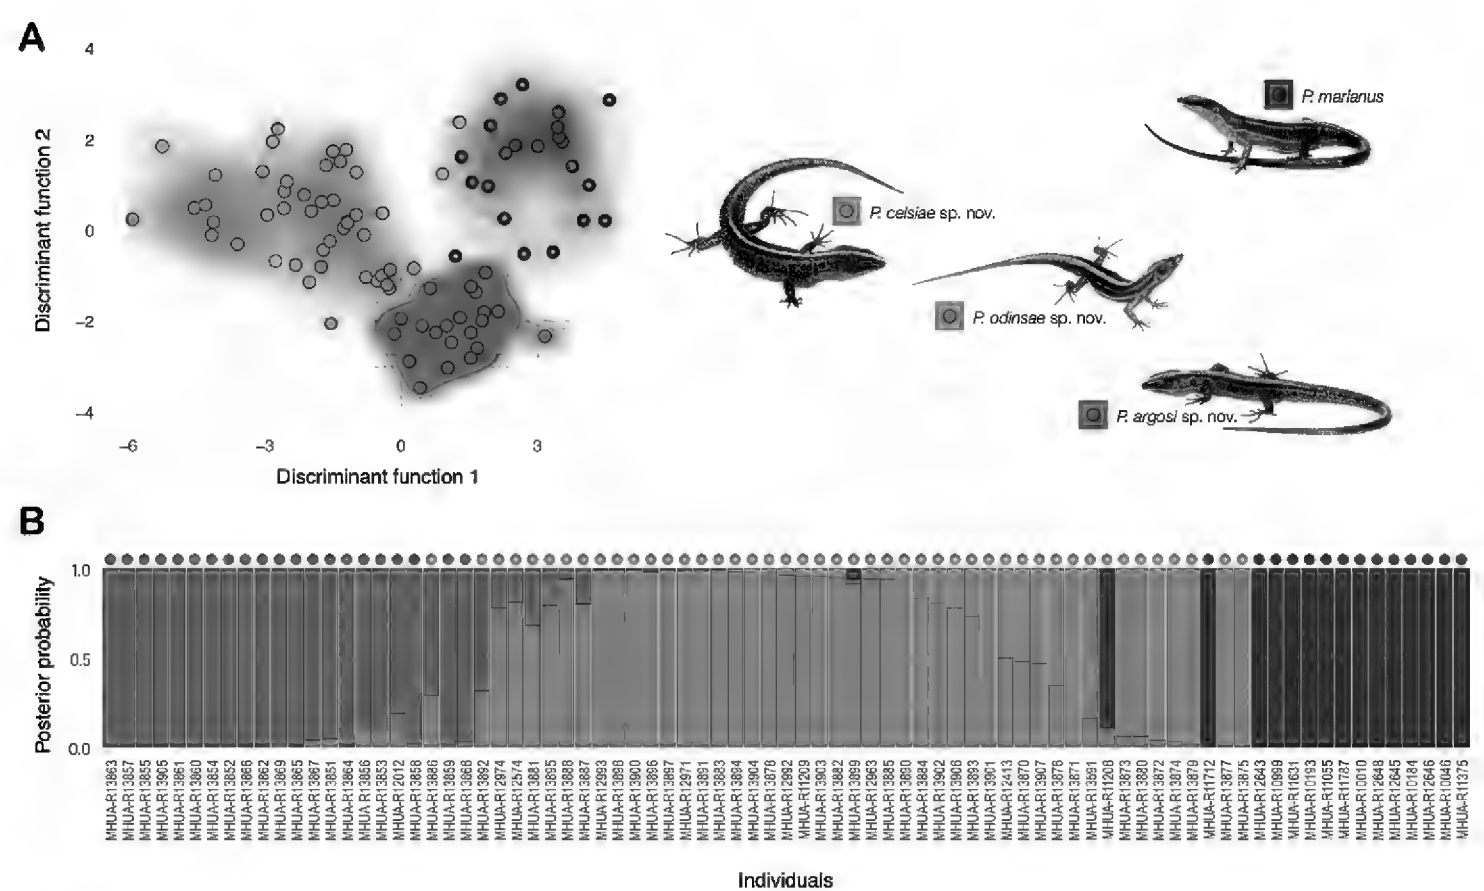 A
4
2
0
−2
−4
Discriminant function 2
−6
−3
0
3
Discriminant function 1
P. marianus
P. celsiae sp. nov.
P. odinsae sp. nov.
P. argosi sp. nov.
B
1.0
0.5
0.0
Posterior probability
MHUA-R13863
MHUA-R13857
MHUA-R13855
MHUA-R13905
MHUA-R13861
MHUA-R13860
MHUA-R13854
MHUA-R13852
MHUA-R13866
MHUA-R13862
MHUA-R13869
MHUA-R13865
MHUA-R13867
MHUA-R13851
MHUA-R13864
MHUA-R13856
MHUA-R13853
MHUA-R12012
MHUA-R13858
MHUA-R13886
MHUA-R13859
MHUA-R13868
MHUA-R13892
MHUA-R12974
MHUA-R12574
MHUA-R13881
MHUA-R13895
MHUA-R13888
MHUA-R13887
MHUA-R12993
MHUA-R13898
MHUA-R13900
MHUA-R13896
MHUA-R13897
MHUA-R12971
MHUA-R13891
MHUA-R13883
MHUA-R13894
MHUA-R13904
MHUA-R13878
MHUA-R12992
MHUA-R11209
MHUA-R13903
MHUA-R13882
MHUA-R13899
MHUA-R12963
MHUA-R13885
MHUA-R13890
MHUA-R13884
MHUA-R13902
MHUA-R13906
MHUA-R13893
MHUA-R13901
MHUA-R12413
MHUA-R13870
MHUA-R13907
MHUA-R13876
MHUA-R13871
MHUA-R13591
MHUA-R11208
MHUA-R13873
MHUA-R13880
MHUA-R13872
MHUA-R13874
MHUA-R13879
MHUA-R11712
MHUA-R13877
MHUA-R13875
MHUA-R12643
MHUA-R10999
MHUA-R11631
MHUA-R10193
MHUA-R11055
MHUA-R11787
MHUA-R10010
MHUA-R12648
MHUA-R12645
MHUA-R10184
MHUA-R12646
MHUA-R10046
MHUA-R11375
Individuals